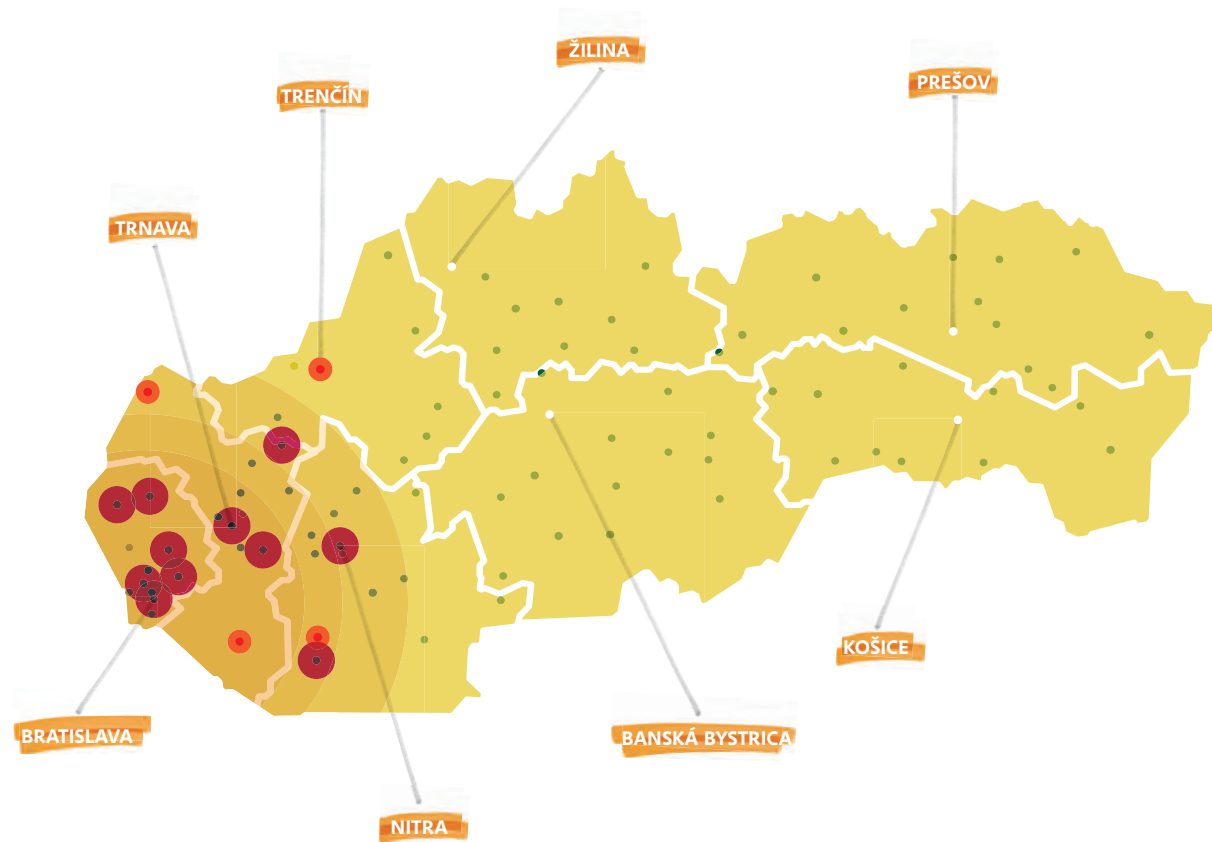 ŽILINA
TRENČÍN
PREŠOV
TRNAVA
KOŠICE
BRATISLAVA
BANSKÁ BYSTRICA
NITRA